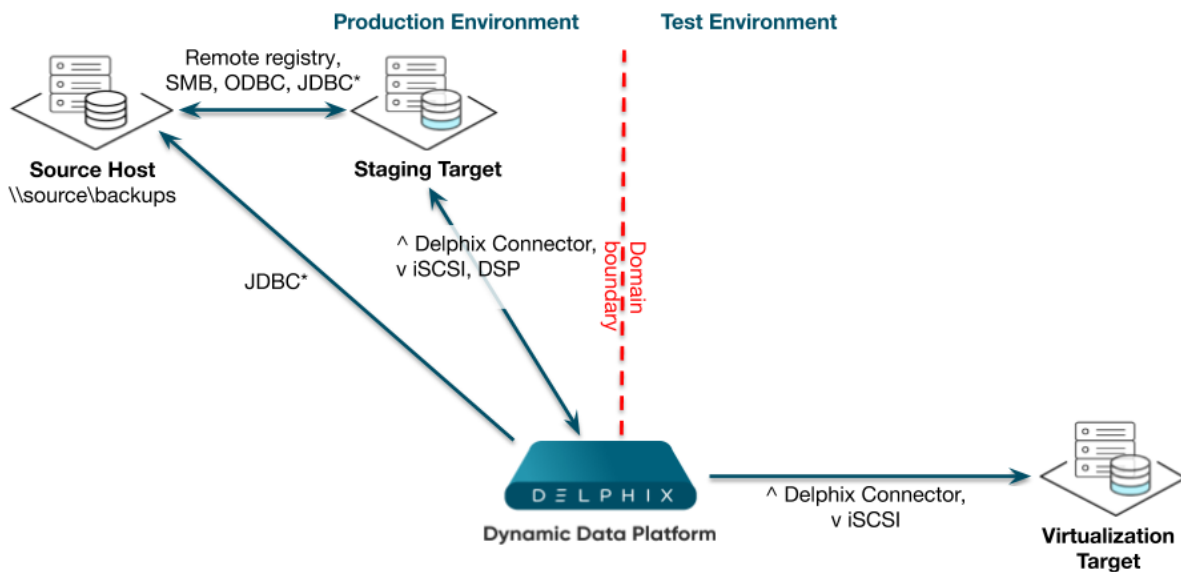 Production Environment
Test Environment
Remote registry,
SMB, ODBC, JDBC*
Source Host
\\source\backups
Staging Target
^ Delphix Connector,
v iSCSI, DSP
JDBC*
Domain
boundary
DELPHIX
Dynamic Data Platform
^ Delphix Connector,
v iSCSI
Virtualization
Target